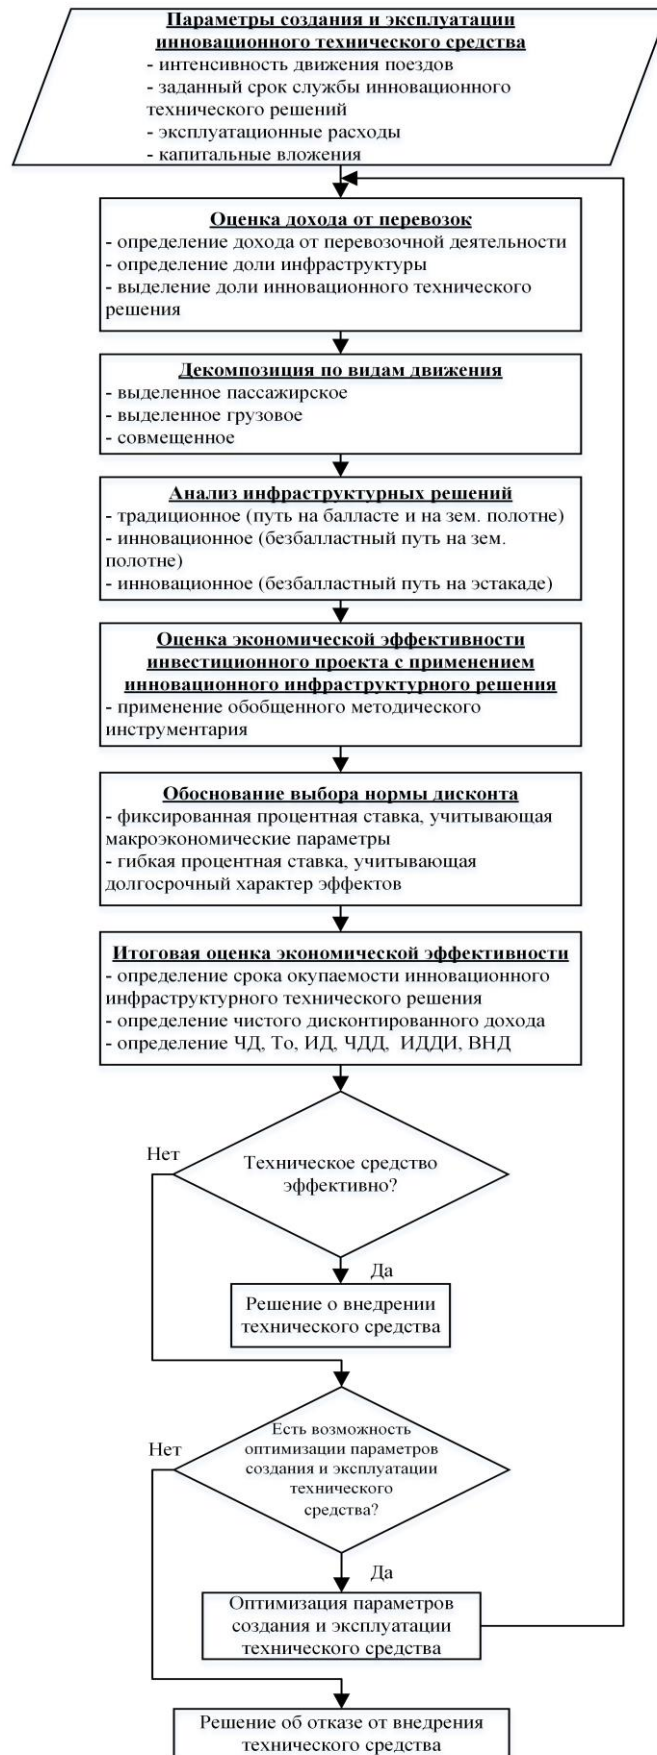 Параметры создания и эксплуатации
инновационного технического средства
- интенсивность движения поездов
- заданный срок службы инновационного
технического решений
- эксплуатационные расходы
- капитальные вложения
Оценка дохода от перевозок
- определение дохода от перевозочной деятельности
- определение доли инфраструктуры
- выделение доли инновационного технического
решения
Декомпозиция по видам движения
- выделенное пассажирское
- выделенное грузовое
- совмещенное
Анализ инфраструктурных решений
- традиционное (путь на балласте и на зем. полотне)
- инновационное (безбалластный путь на зем.
полотне)
- инновационное (безбалластный путь на эстакаде)
Оценка экономической эффективности
инвестиционного проекта с применением
инновационного инфраструктурного решения
- применение обобщенного методического
инструментария
Обоснование выбора нормы дисконта
- фиксированная процентная ставка, учитывающая
макроэкономические параметры
- гибкая процентная ставка, учитывающая
долгосрочный характер эффектов
Итоговая оценка экономической эффективности
- определение срока окупаемости инновационного
инфраструктурного технического решения
- определение чистого дисконтированного дохода
- определение ЧД, То, ИД, ЧДД, ИДДИ, ВНД
Нет
Техническое средство
эффективно?
Да
Решение о внедрении
технического средства
Нет
Есть возможность
оптимизации параметров
создания и эксплуатации
технического
средства?
Да
Оптимизация параметров
создания и эксплуатации
технического средства
Решение об отказе от внедрения
технического средства